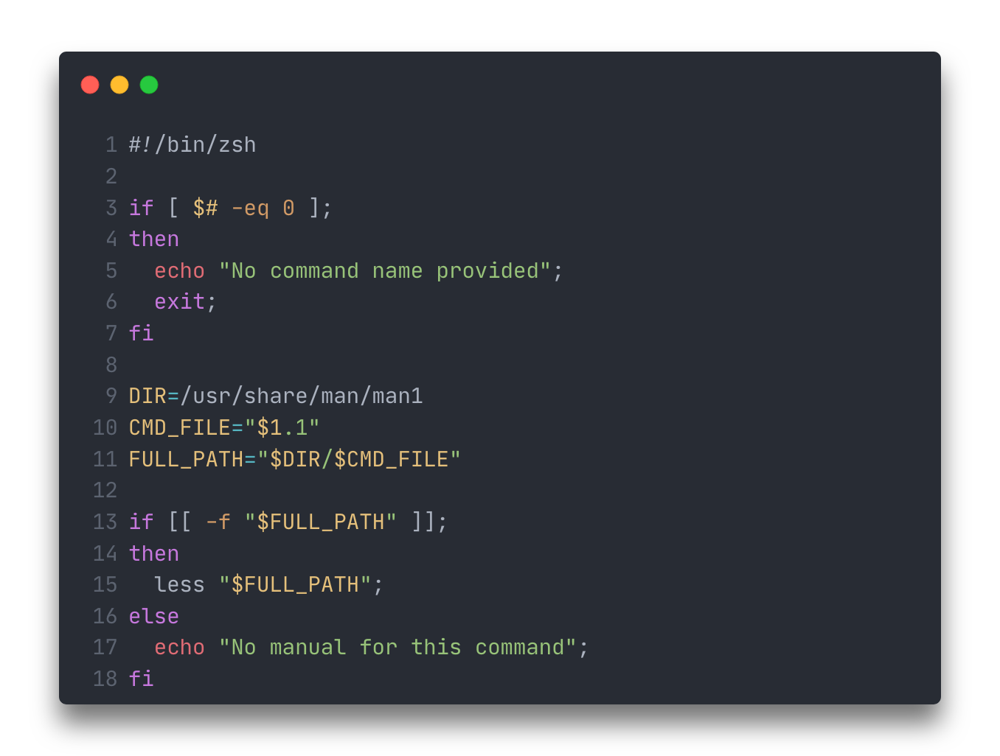 1 #!/bin/zsh
2
3 if [ $# -eq 0 ];
4 then
5   echo "No command name provided";
6   exit;
7 fi
8
9 DIR=/usr/share/man/man1
10 CMD_FILE="$1.1"
11 FULL_PATH="$DIR/$CMD_FILE"
12
13 if [[ -f "$FULL_PATH" ]];
14 then
15   less "$FULL_PATH";
16 else
17   echo "No manual for this command";
18 fi